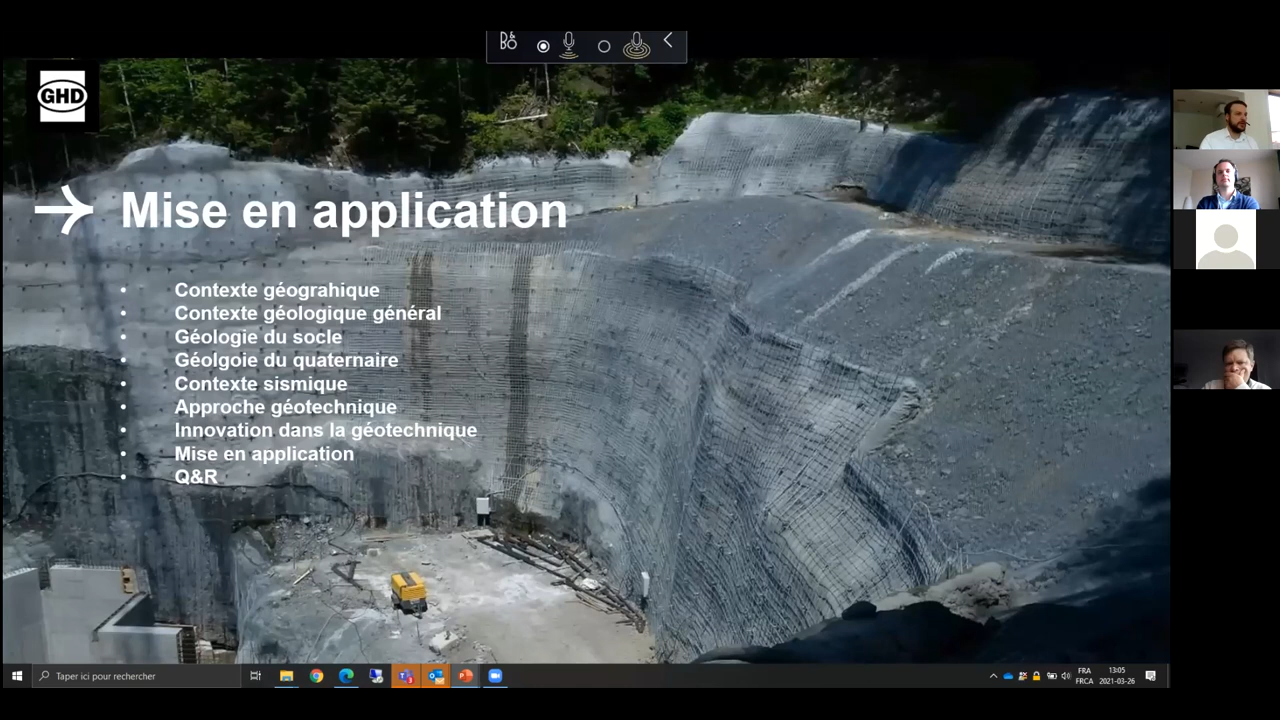 B&O
GHD
Mise en application
• Contexte géograhique
• Contexte géologique général
• Géologie du socle
• Géolgoie du quaternaire
• Contexte sismique
• Approche géotechnique
• Innovation dans la géotechnique
• Mise en application
• Q&R
Taper ici pour rechercher
FRA
FRCA
13:05
2021-03-26